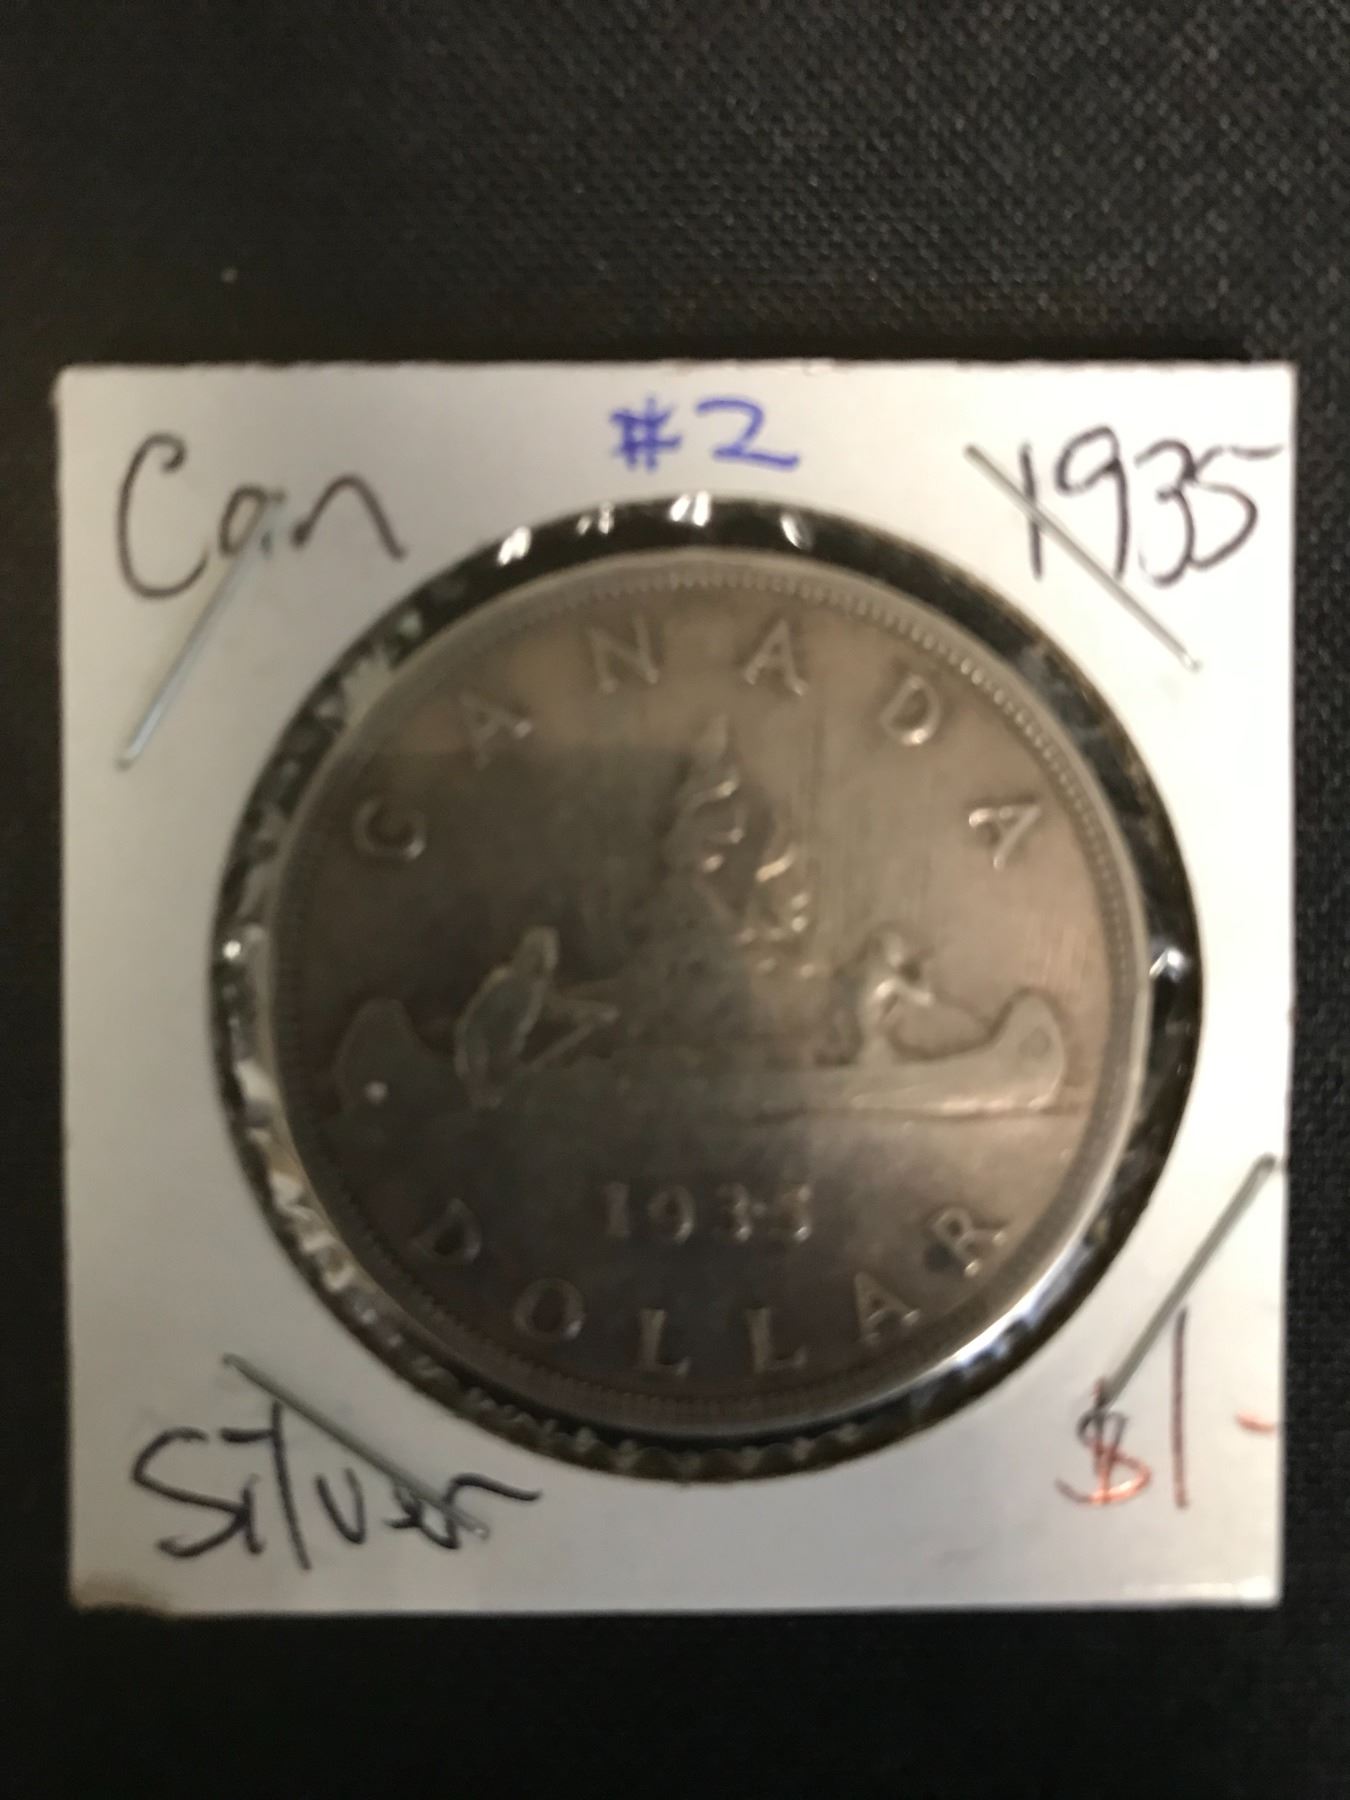 #2
Can
1935
CANADA
1935
DOLLAR
Silver
$1-